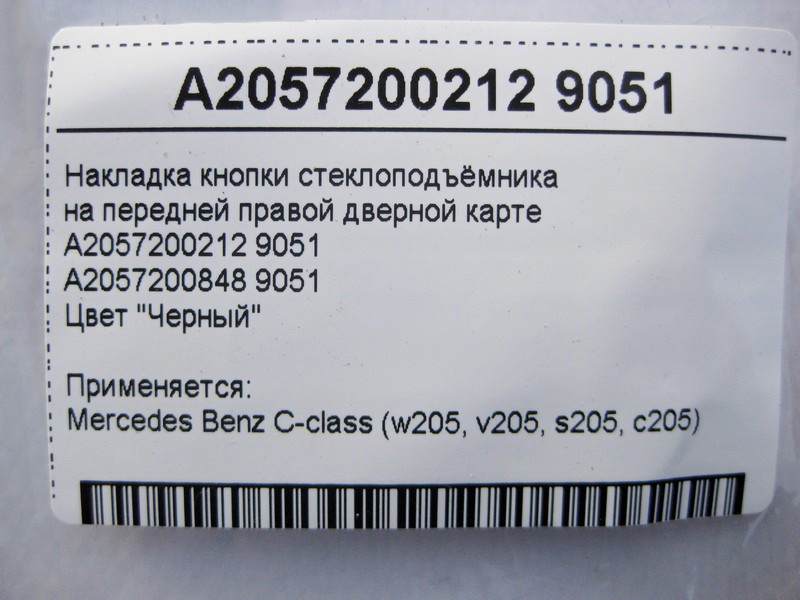 A2057200212 9051
Накладка кнопки стеклоподъёмника
на передней правой дверной карте
A2057200212 9051
A2057200848 9051
Цвет "Черный"
Применяется:
Mercedes Benz C-class (w205, v205, s205, c205)